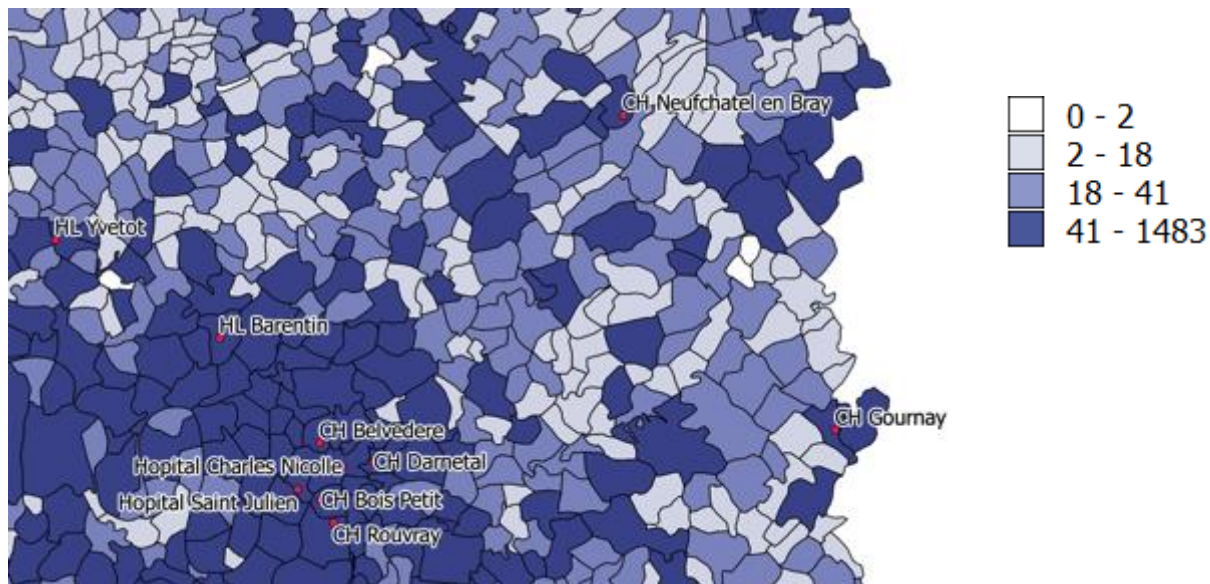 CH Neufchatel en Bray
HL Yvetot
HL Barentin
CH Gournay
CH Belvedere
Hopital Charles Nicolle
CH Darnetal
Hopital Saint Julien
CH Bois Petit
CH Rouvray
0 - 2
2 - 18
18 - 41
41 - 1483